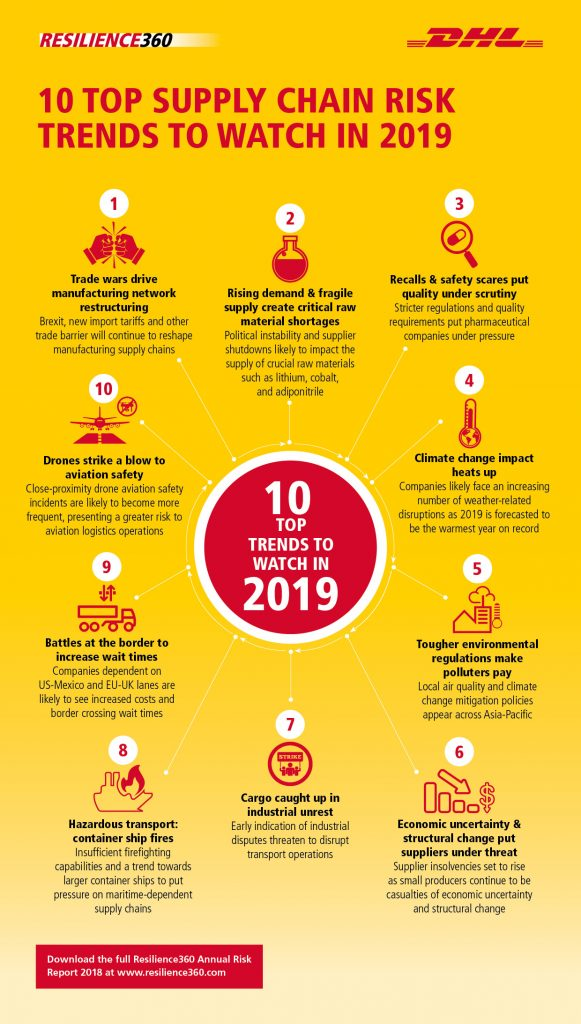 RESILIENCE360
DHL
10 TOP SUPPLY CHAIN RISK
TRENDS TO WATCH IN 2019
1
Trade wars drive
manufacturing network
restructuring
Brexit, new import tariffs and other
trade barrier will continue to reshape
manufacturing supply chains
2
Rising demand & fragile
supply create critical raw
material shortages
Political instability and supplier
shutdowns likely to impact the
supply of crucial raw materials
such as lithium, cobalt,
and adiponitrile
3
Recalls & safety scares put
quality under scrutiny
Stricter regulations and quality
requirements put pharmaceutical
companies under pressure
4
Climate change impact
heats up
Companies likely face an increasing
number of weather-related
disruptions as 2019 is forecasted to
be the warmest year on record
5
Tougher environmental
regulations make
polluters pay
Local air quality and climate
change mitigation policies
appear across Asia-Pacific
6
Economic uncertainty &
structural change put
suppliers under threat
Supplier insolvencies set to rise
as small producers continue to be
casualties of economic uncertainty
and structural change
7
STRIKE
Cargo caught up in
industrial unrest
Early indication of industrial
disputes threaten to disrupt
transport operations
8
Hazardous transport:
container ship fires
Insufficient firefighting
capabilities and a trend towards
larger container ships to put
pressure on maritime-dependent
supply chains
9
Battles at the border to
increase wait times
Companies dependent on
US-Mexico and EU-UK lanes are
likely to see increased costs and
border crossing wait times
10
Drones strike a blow to
aviation safety
Close-proximity drone aviation safety
incidents are likely to become more
frequent, presenting a greater risk to
aviation logistics operations
10
TOP
TRENDS TO
WATCH IN
2019
Download the full Resilience360 Annual Risk
Report 2018 at www.resilience360.com